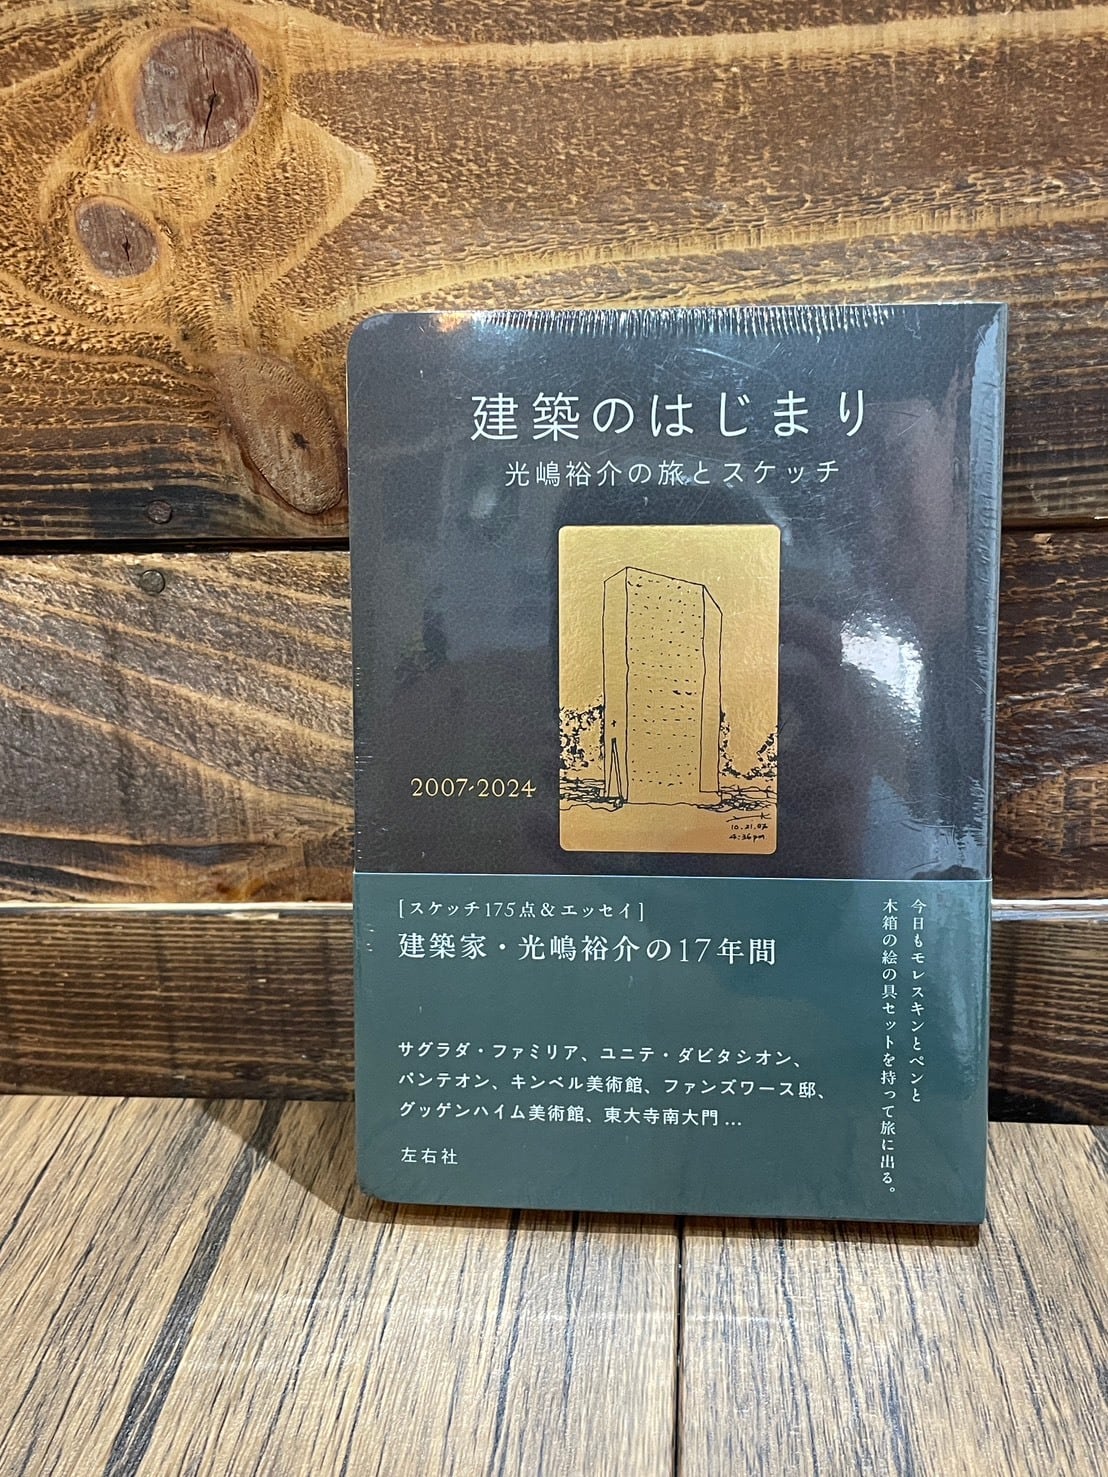 建築のはじまり
光嶋裕介の旅とスケッチ
2007-2024
10.21.07
4:36pm
[スケッチ175点&エッセイ]
建築家・光嶋裕介の17年間
今日もモレスキンとペンと
木箱の絵の具セットを持って旅に出る。
サグラダ・ファミリア、ユニテ・ダビタシオン、
パンテオン、キンベル美術館、ファンズワース邸、
グッゲンハイム美術館、東大寺南大門…
左右社